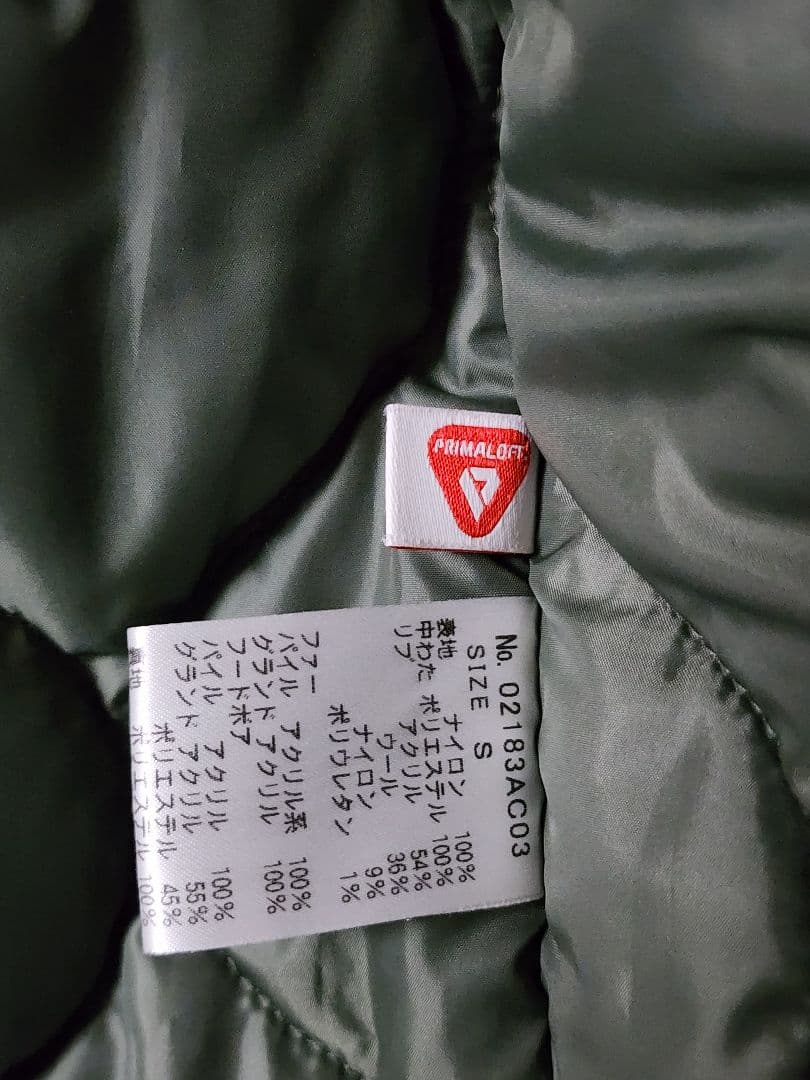 PRIMALOFT
No. 02183AC03
SIZE S
表地 ナイロン 100%
中わた ポリエステル 100%
リブ アクリル 54%
ウール 36%
ナイロン 9%
ポリウレタン 1%
ファー
パイル アクリル系 100%
グランド アクリル 100%
フードボア
パイル アクリル 100%
グランド アクリル 55%
ポリエステル 45%
裏地 ポリエステル 100%